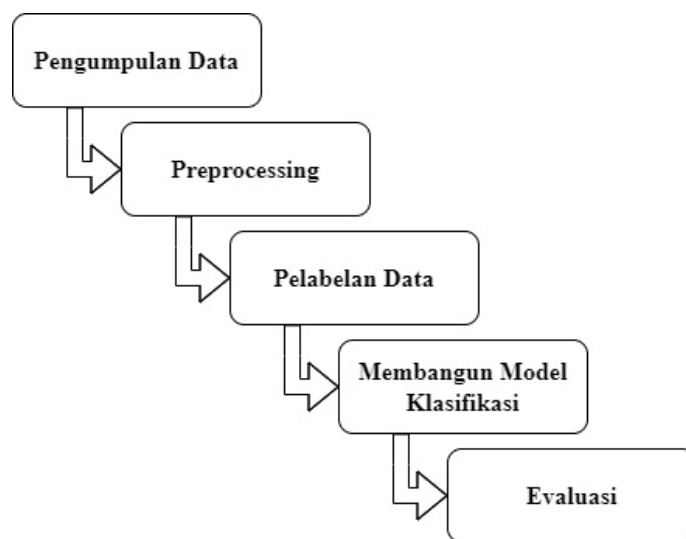 Pengumpulan Data
Preprocessing
Pelabelan Data
Membangun Model
Klasifikasi
Evaluasi